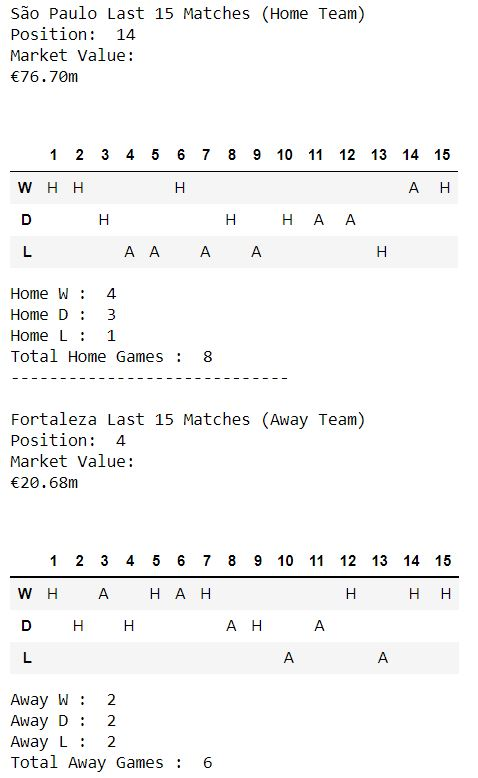 São Paulo Last 15 Matches (Home Team)
Position:  14
Market Value:
€76.70m
1 2 3 4 5 6 7 8 9 10 11 12 13 14 15
W H H H A H
D H H H A A
L A A A A H
Home W :  4
Home D :  3
Home L :  1
Total Home Games :  8
-----------------------------
Fortaleza Last 15 Matches (Away Team)
Position:  4
Market Value:
€20.68m
1 2 3 4 5 6 7 8 9 10 11 12 13 14 15
W H A H A H H H H
D H H A H A
L A A
Away W :  2
Away D :  2
Away L :  2
Total Away Games :  6